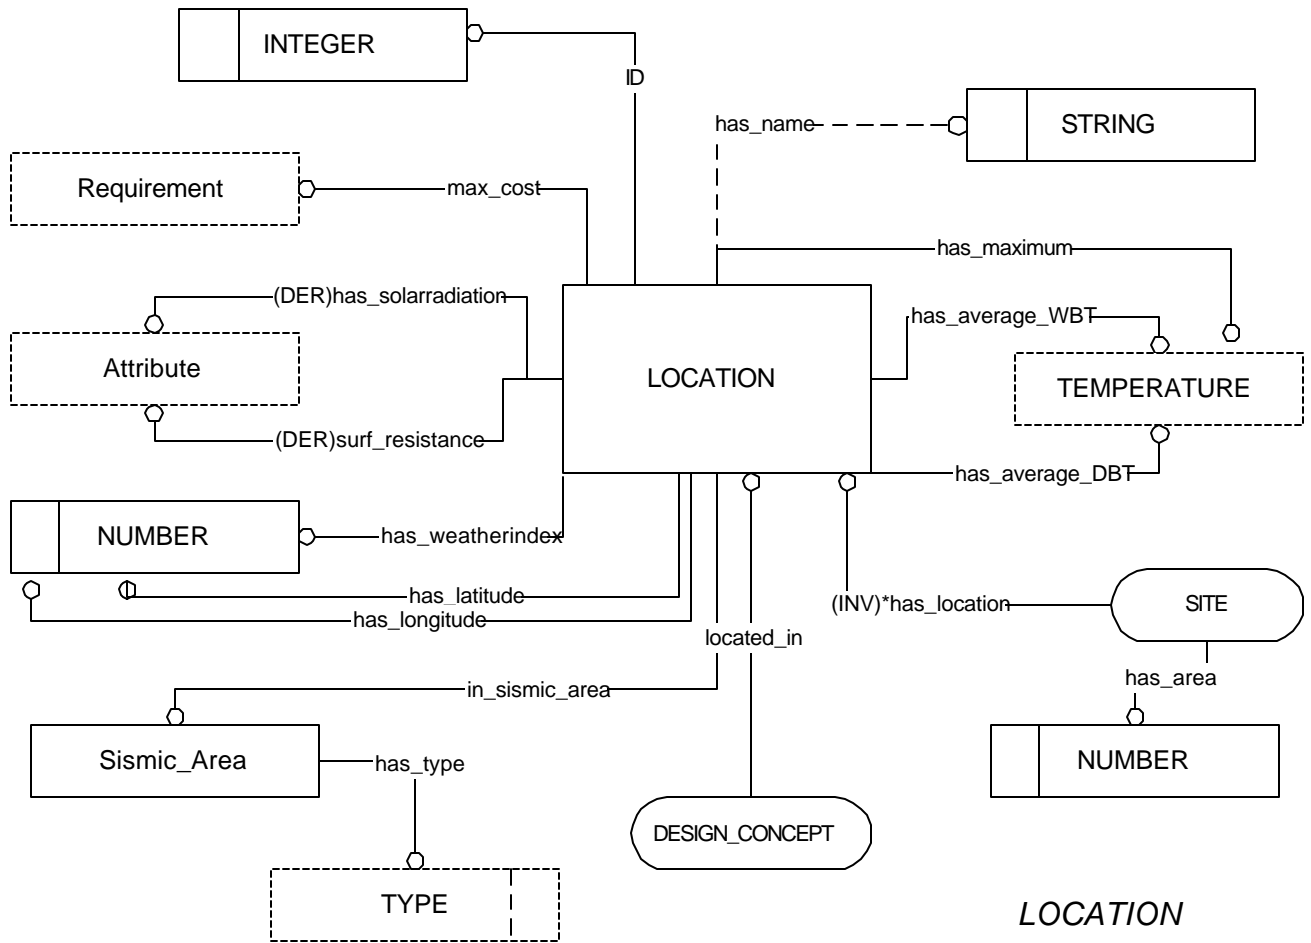 INTEGER
ID
has_name
STRING
Requirement
max_cost
has_maximum
(DER)has_solarradiation
has_average_WBT
Attribute
LOCATION
TEMPERATURE
(DER)surf_resistance
has_average_DBT
NUMBER
has_weatherindex
has_latitude
(INV)*has_location
SITE
has_longitude
located_in
has_area
in_sismic_area
Sismic_Area
has_type
NUMBER
DESIGN_CONCEPT
TYPE
LOCATION